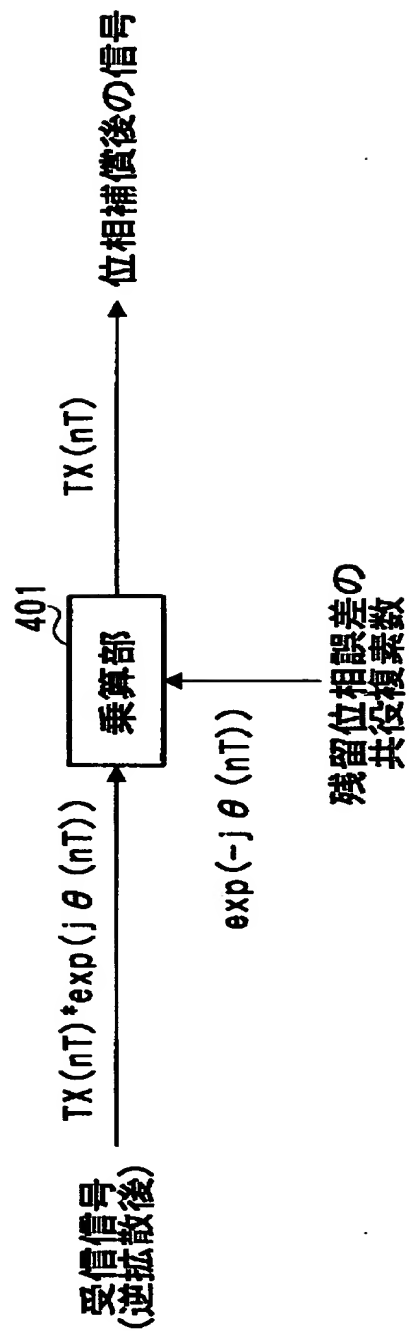 受信信号
(逆拡散後)
TX(nT)*exp(jθ(nT))
401
乗算部
TX(nT)
位相補償後の信号
exp(-jθ(nT))
残留位相誤差の
共役複素数